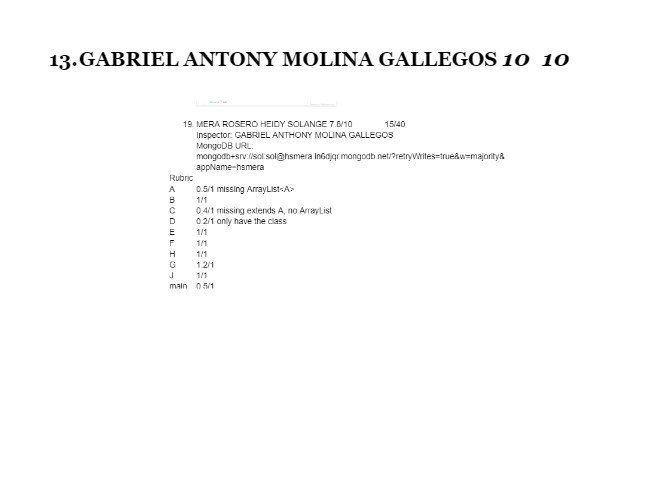 13.GABRIEL ANTONY MOLINA GALLEGOS 10 10
19. MERA ROSERO HEIDY SOLANGE 7.8/10 15/40
Inspector: GABRIEL ANTHONY MOLINA GALLEGOS
MongoDB URL:
mongodb+srv://sol:sol@hsmera.ln6djqr.mongodb.net/?retryWrites=true&w=majority&
appName=hsmera
Rubric
A 0.5/1 missing ArrayList<A>
B 1/1
C 0.4/1 missing extends A, no ArrayList
D 0.2/1 only have the class
E 1/1
F 1/1
H 1/1
G 1.2/1
J 1/1
main 0.5/1